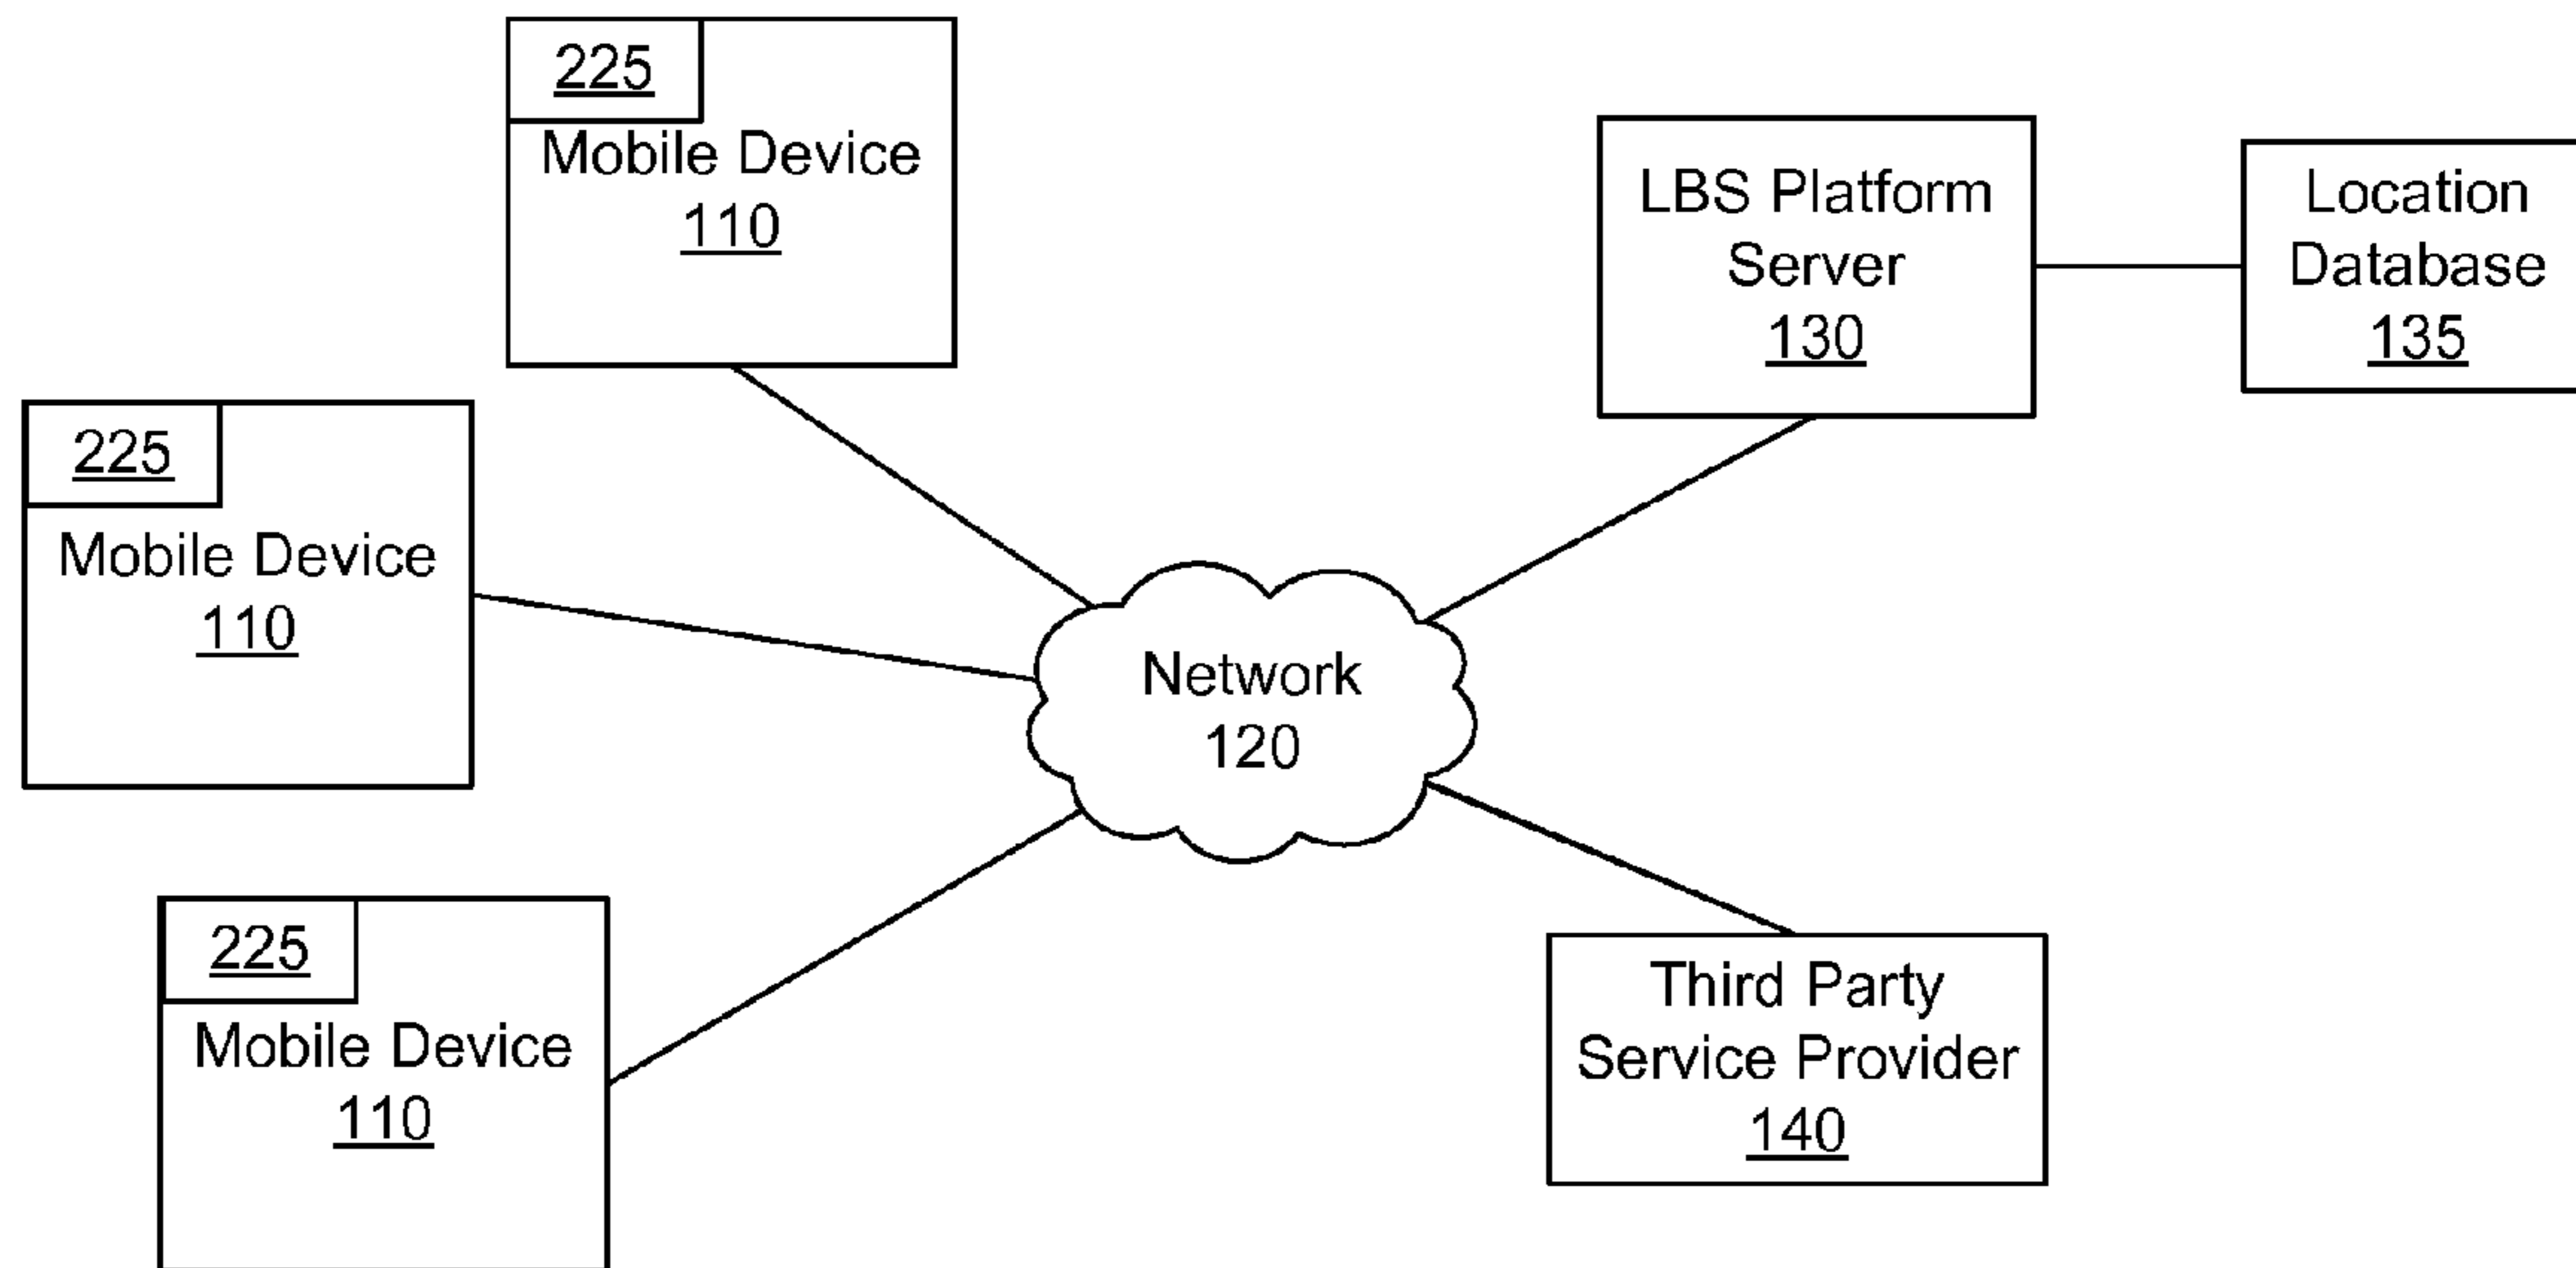 225
Mobile Device
110
LBS Platform
Server
130
Location
Database
135
225
Mobile Device
110
Network
120
225
Mobile Device
110
Third Party
Service Provider
140